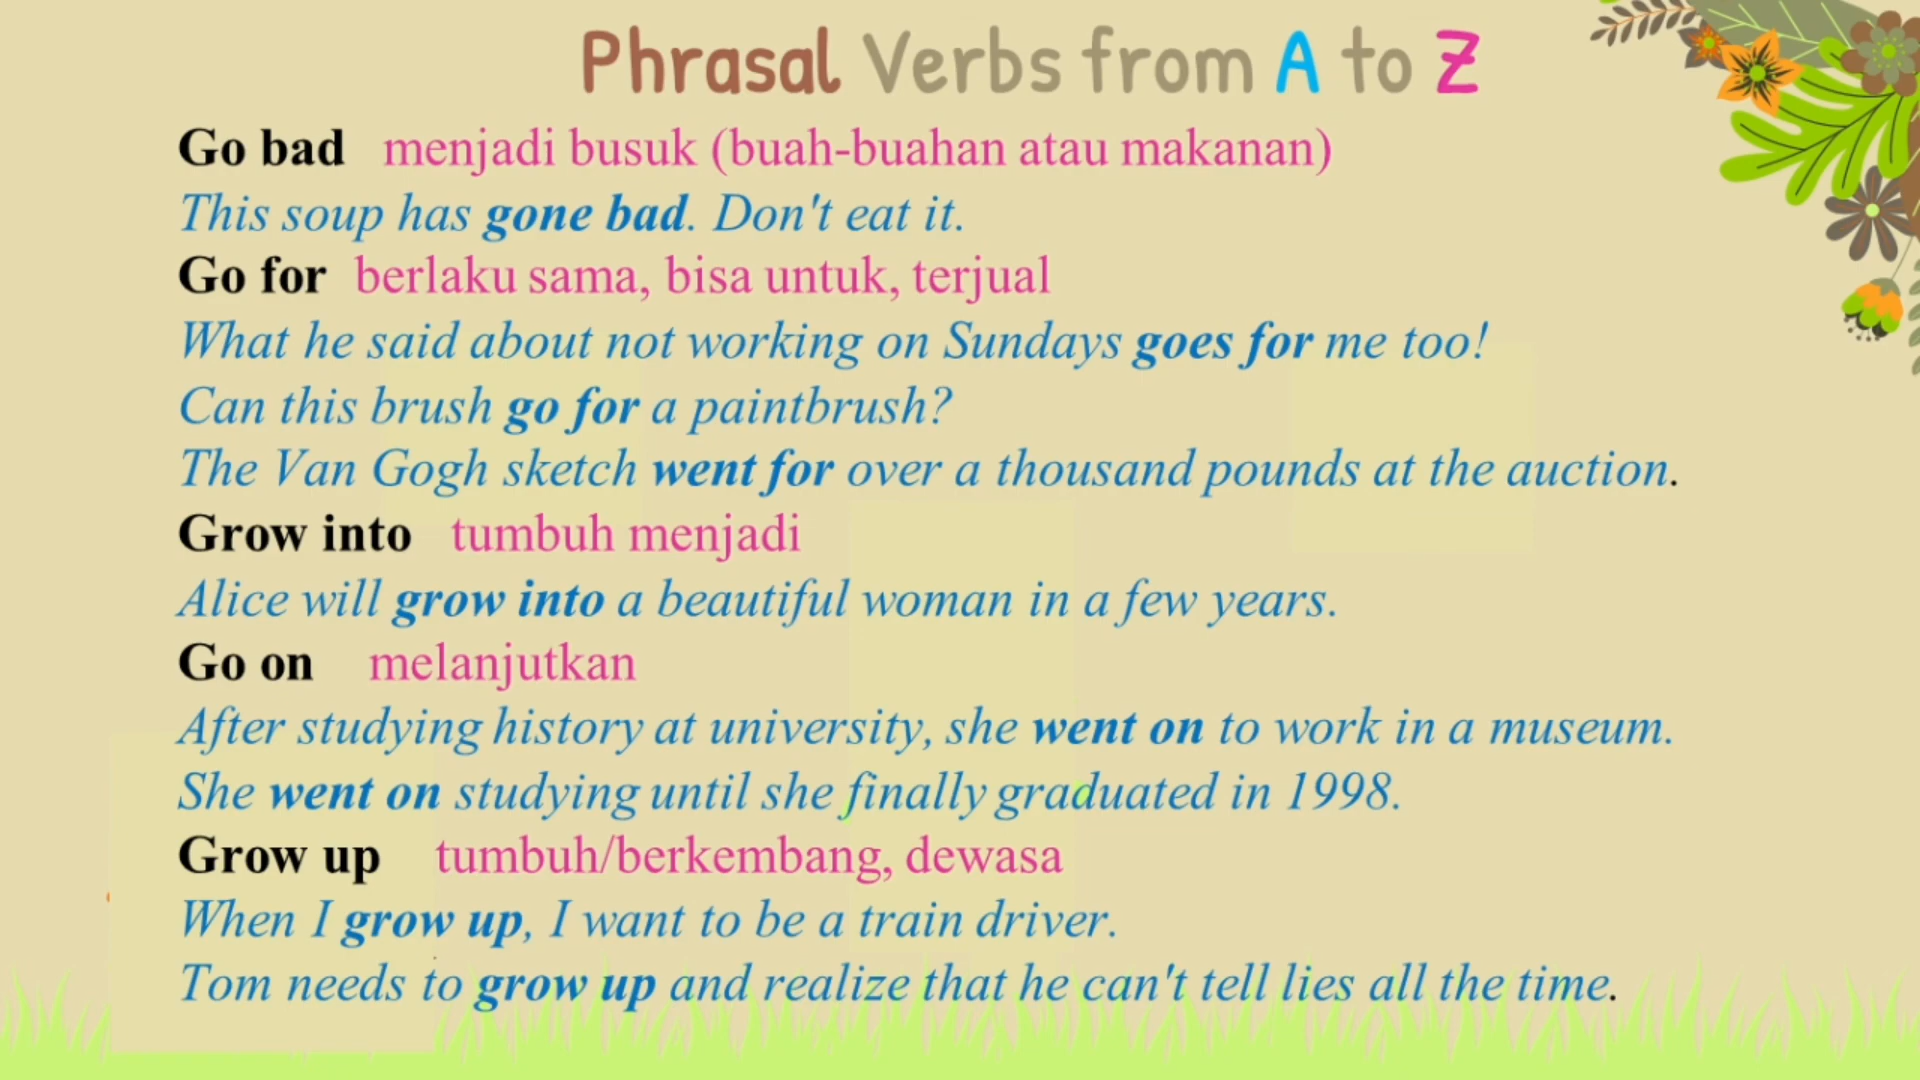 Phrasal Verbs from A to Z
Go bad menjadi busuk (buah-buahan atau makanan)
This soup has gone bad. Don't eat it.
Go for berlaku sama, bisa untuk, terjual
What he said about not working on Sundays goes for me too!
Can this brush go for a paintbrush?
The Van Gogh sketch went for over a thousand pounds at the auction.
Grow into tumbuh menjadi
Alice will grow into a beautiful woman in a few years.
Go on melanjutkan
After studying history at university, she went on to work in a museum.
She went on studying until she finally graduated in 1998.
Grow up tumbuh/berkembang, dewasa
When I grow up, I want to be a train driver.
Tom needs to grow up and realize that he can't tell lies all the time.